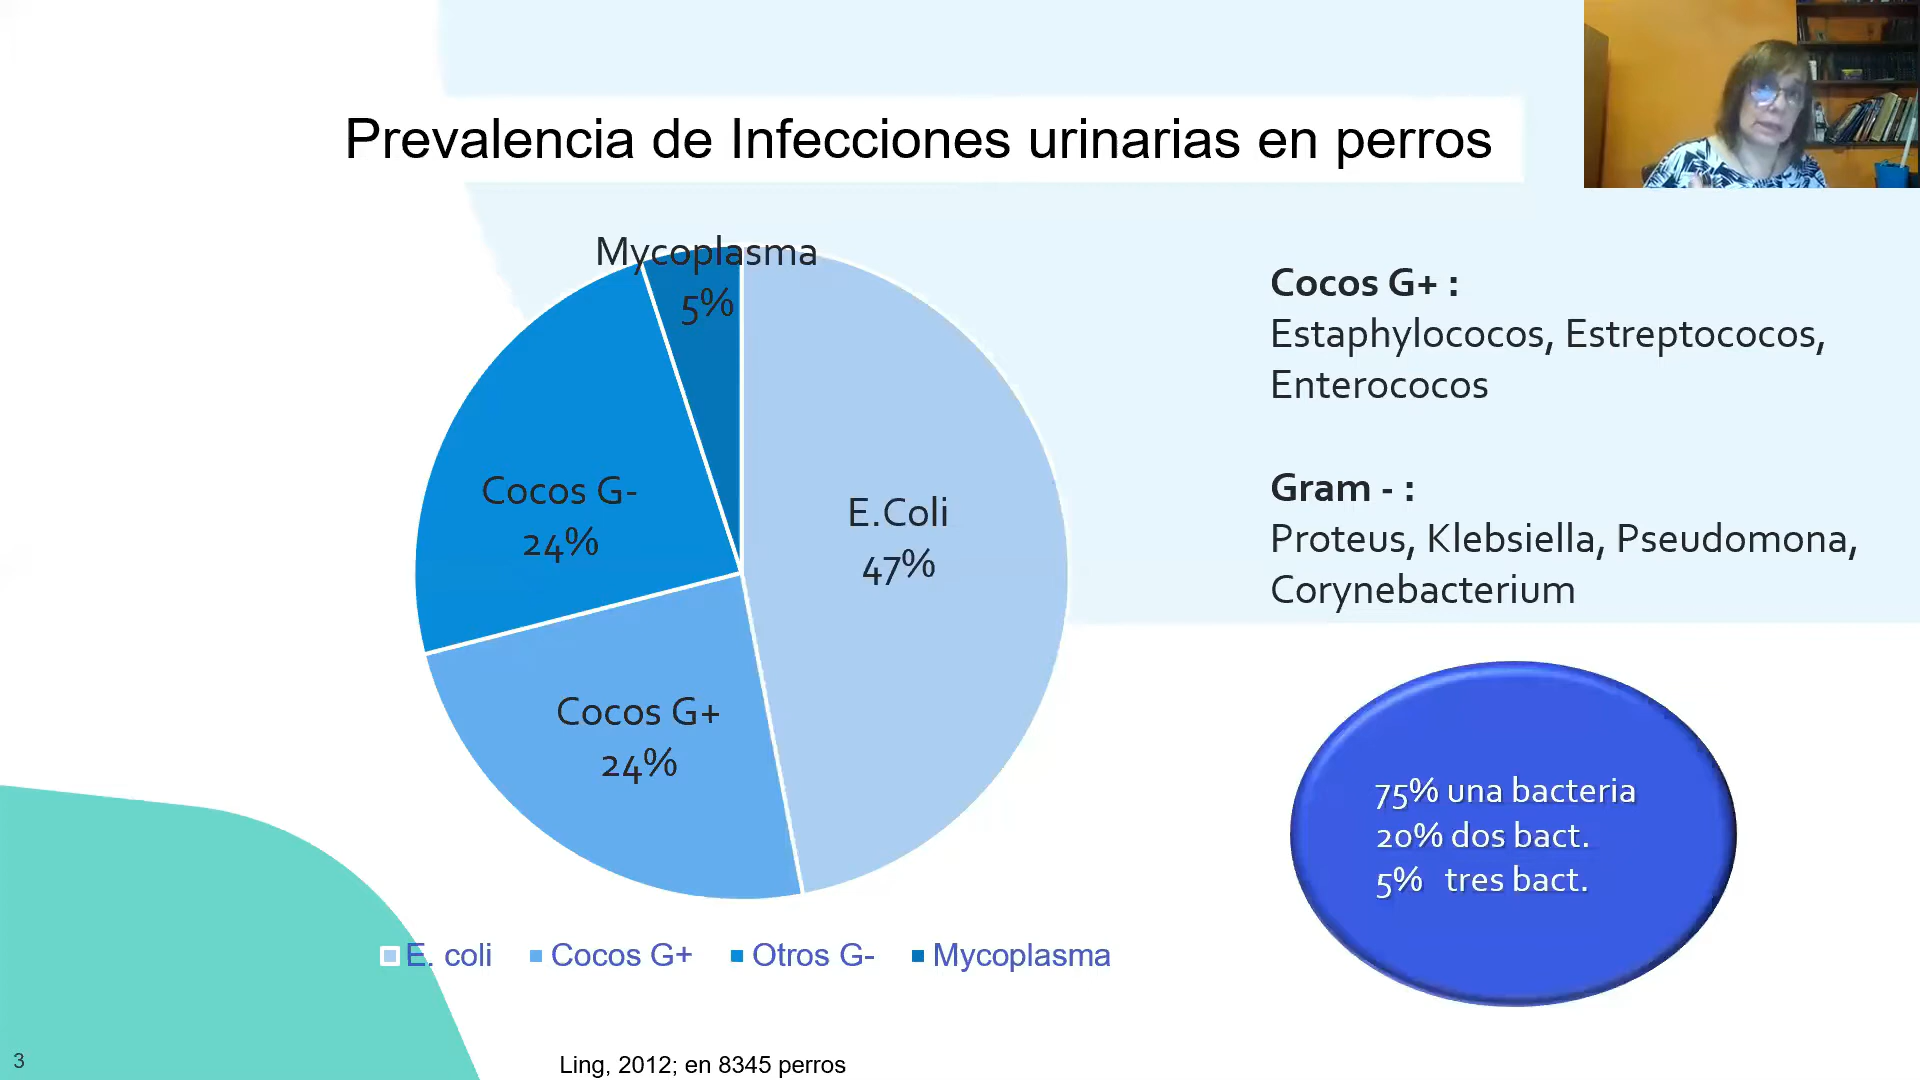 Prevalencia de Infecciones urinarias en perros
Mycoplasma
5%
Cocos G-
24%
E.Coli
47%
Cocos G+
24%
E. coli
Cocos G+
Otros G-
Mycoplasma
Cocos G+ :
Estaphylococos, Estreptococos,
Enterococos
Gram - :
Proteus, Klebsiella, Pseudomona,
Corynebacterium
75% una bacteria
20% dos bact.
5% tres bact.
3
Ling, 2012; en 8345 perros